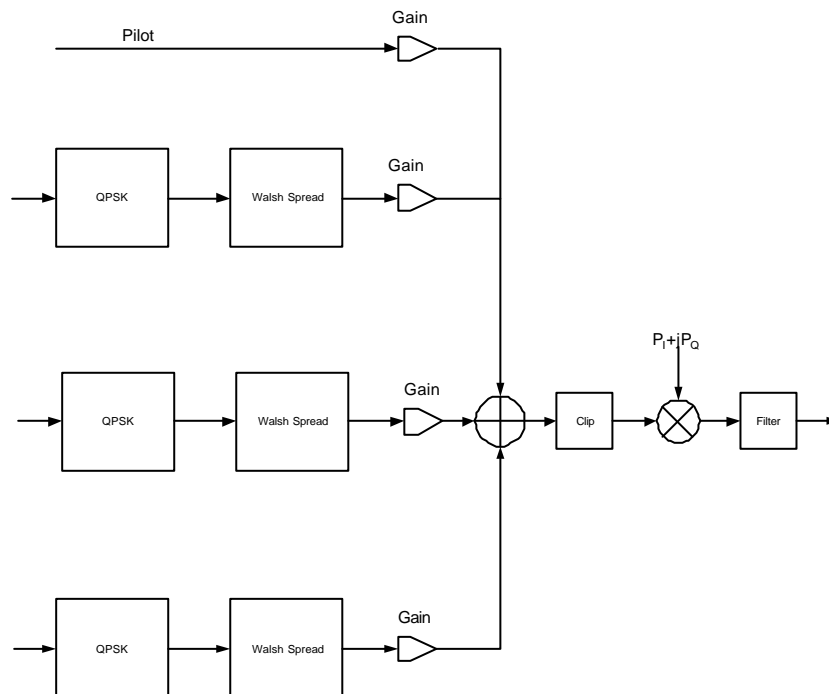 Gain
Pilot
Gain
QPSK
Walsh Spread
P_I+jP_Q
Gain
QPSK
Walsh Spread
Clip
Filter
Gain
QPSK
Walsh Spread